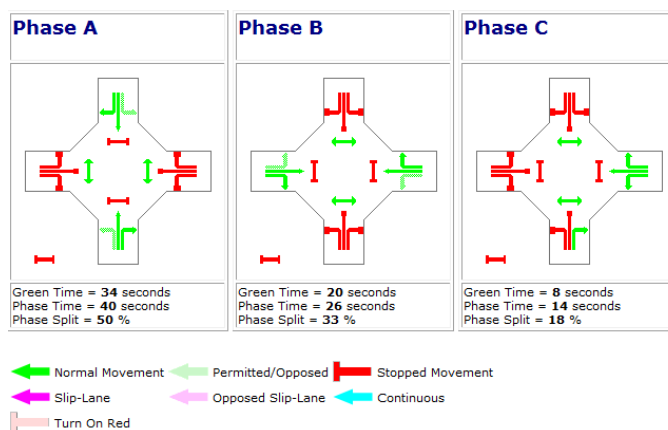 Phase A
Phase B
Phase C
Green Time = 34 seconds
Phase Time = 40 seconds
Phase Split = 50 %
Green Time = 20 seconds
Phase Time = 26 seconds
Phase Split = 33 %
Green Time = 8 seconds
Phase Time = 14 seconds
Phase Split = 18 %
Normal Movement
Permitted/Opposed
Stopped Movement
Slip-Lane
Opposed Slip-Lane
Continuous
Turn On Red